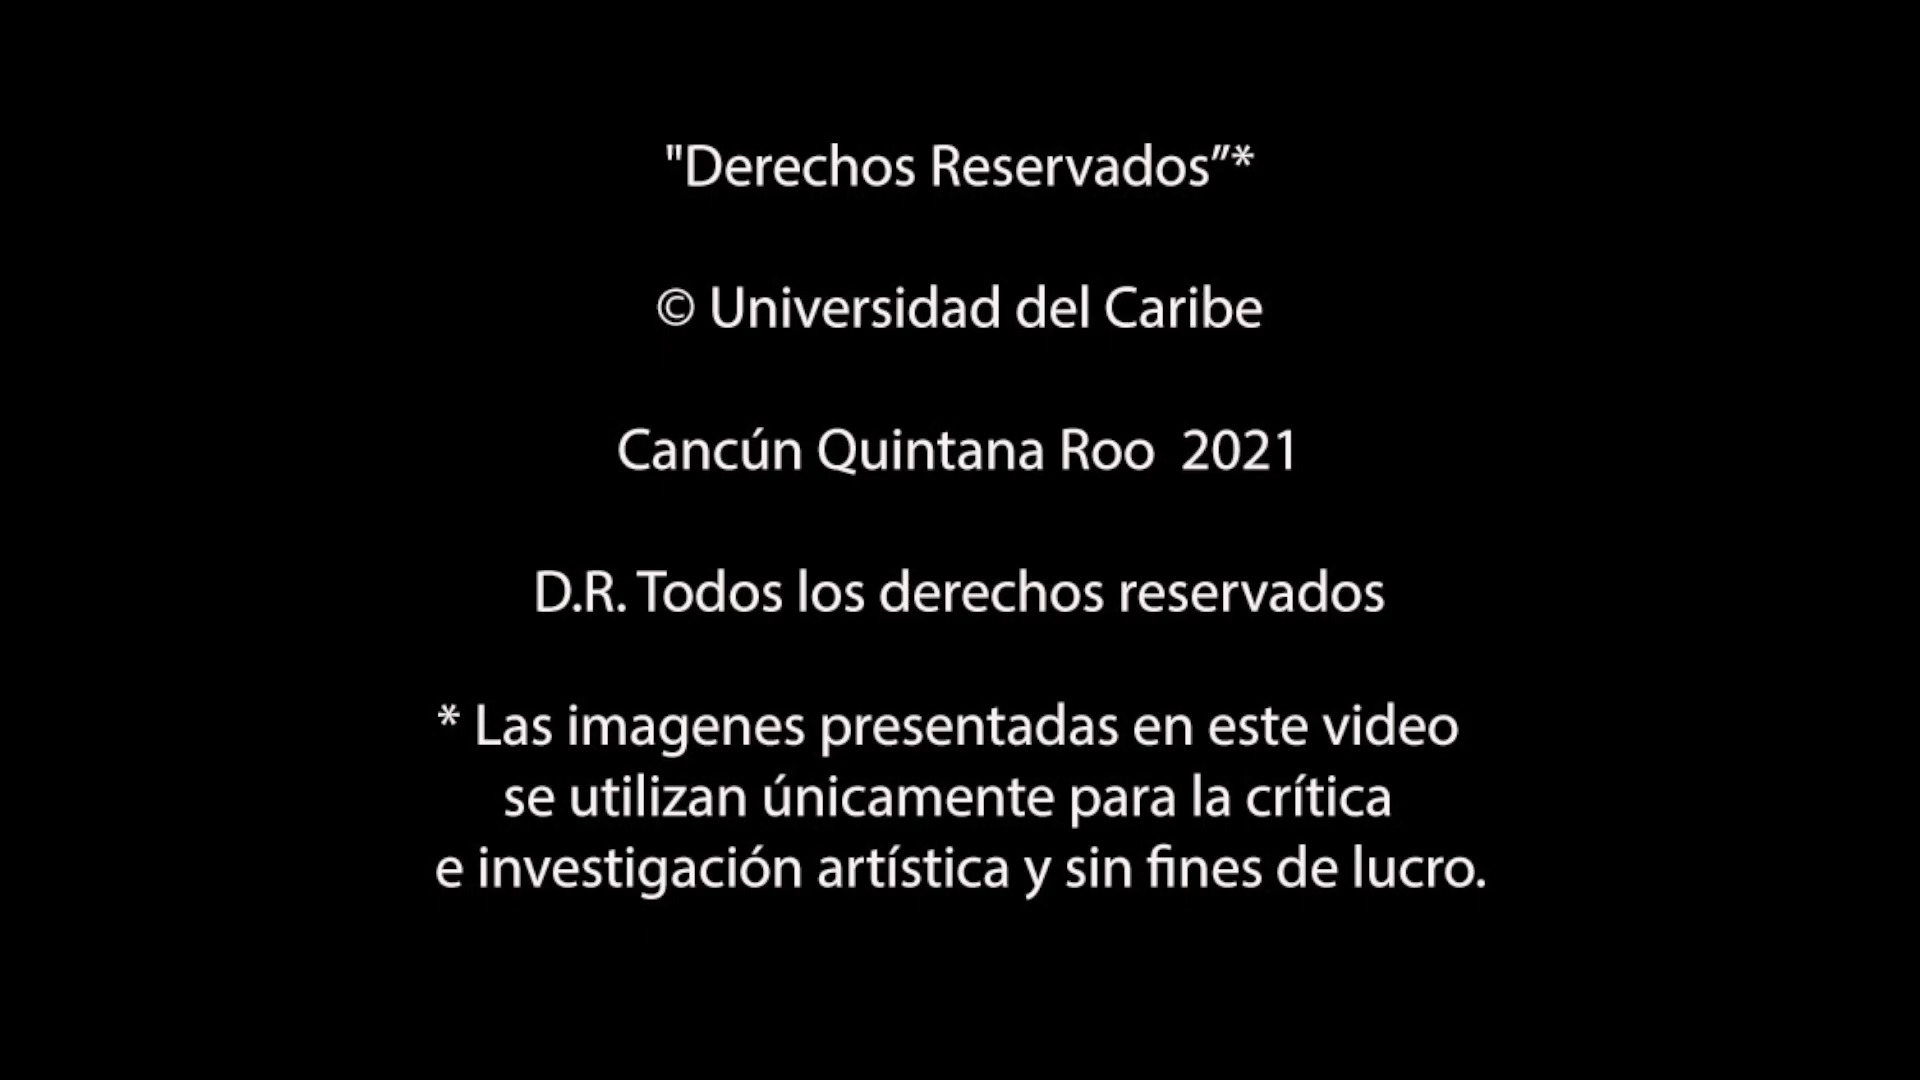 "Derechos Reservados”*
© Universidad del Caribe
Cancún Quintana Roo  2021
D.R. Todos los derechos reservados
* Las imagenes presentadas en este video
se utilizan únicamente para la crítica
e investigación artística y sin fines de lucro.